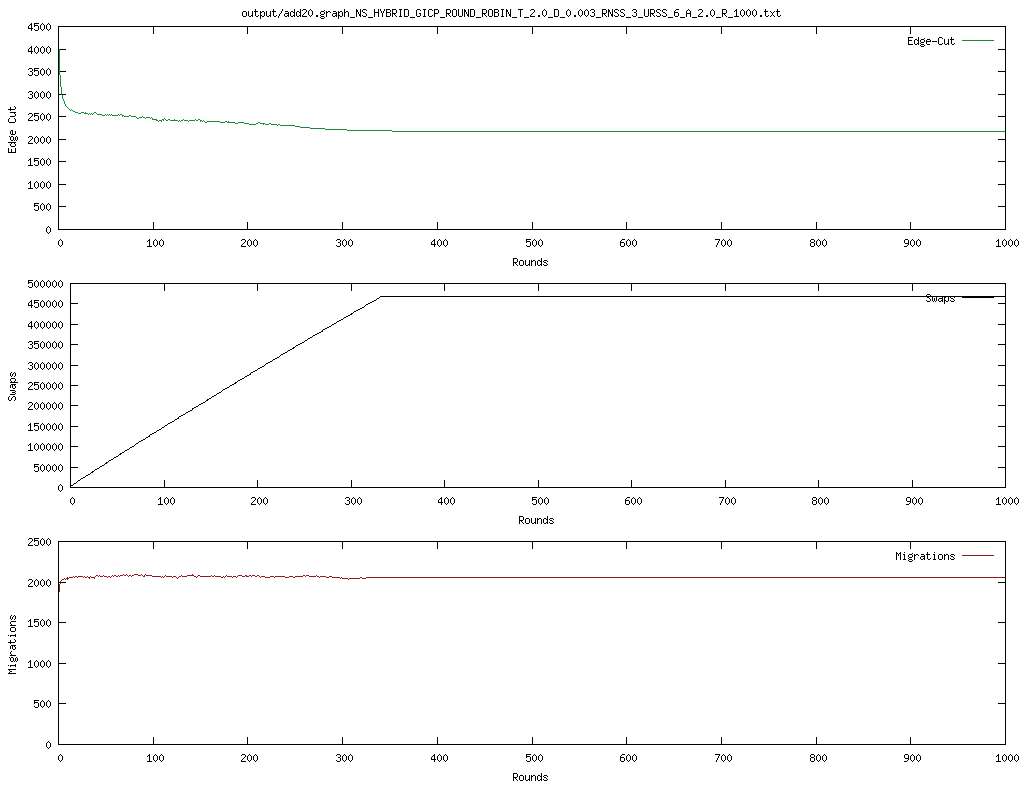 output/add20.graph_NS_HYBRID_GICP_ROUND_ROBIN_T_2.0_D_0.003_RNSS_3_URSS_6_A_2.0_R_1000.txt
4500
4000
3500
3000
2500
2000
1500
1000
500
0
Edge Cut
Edge-Cut
0 100 200 300 400 500 600 700 800 900 1000
Rounds
500000
450000
400000
350000
300000
250000
200000
150000
100000
50000
0
Swaps
Swaps
0 100 200 300 400 500 600 700 800 900 1000
Rounds
2500
2000
1500
1000
500
0
Migrations
Migrations
0 100 200 300 400 500 600 700 800 900 1000
Rounds